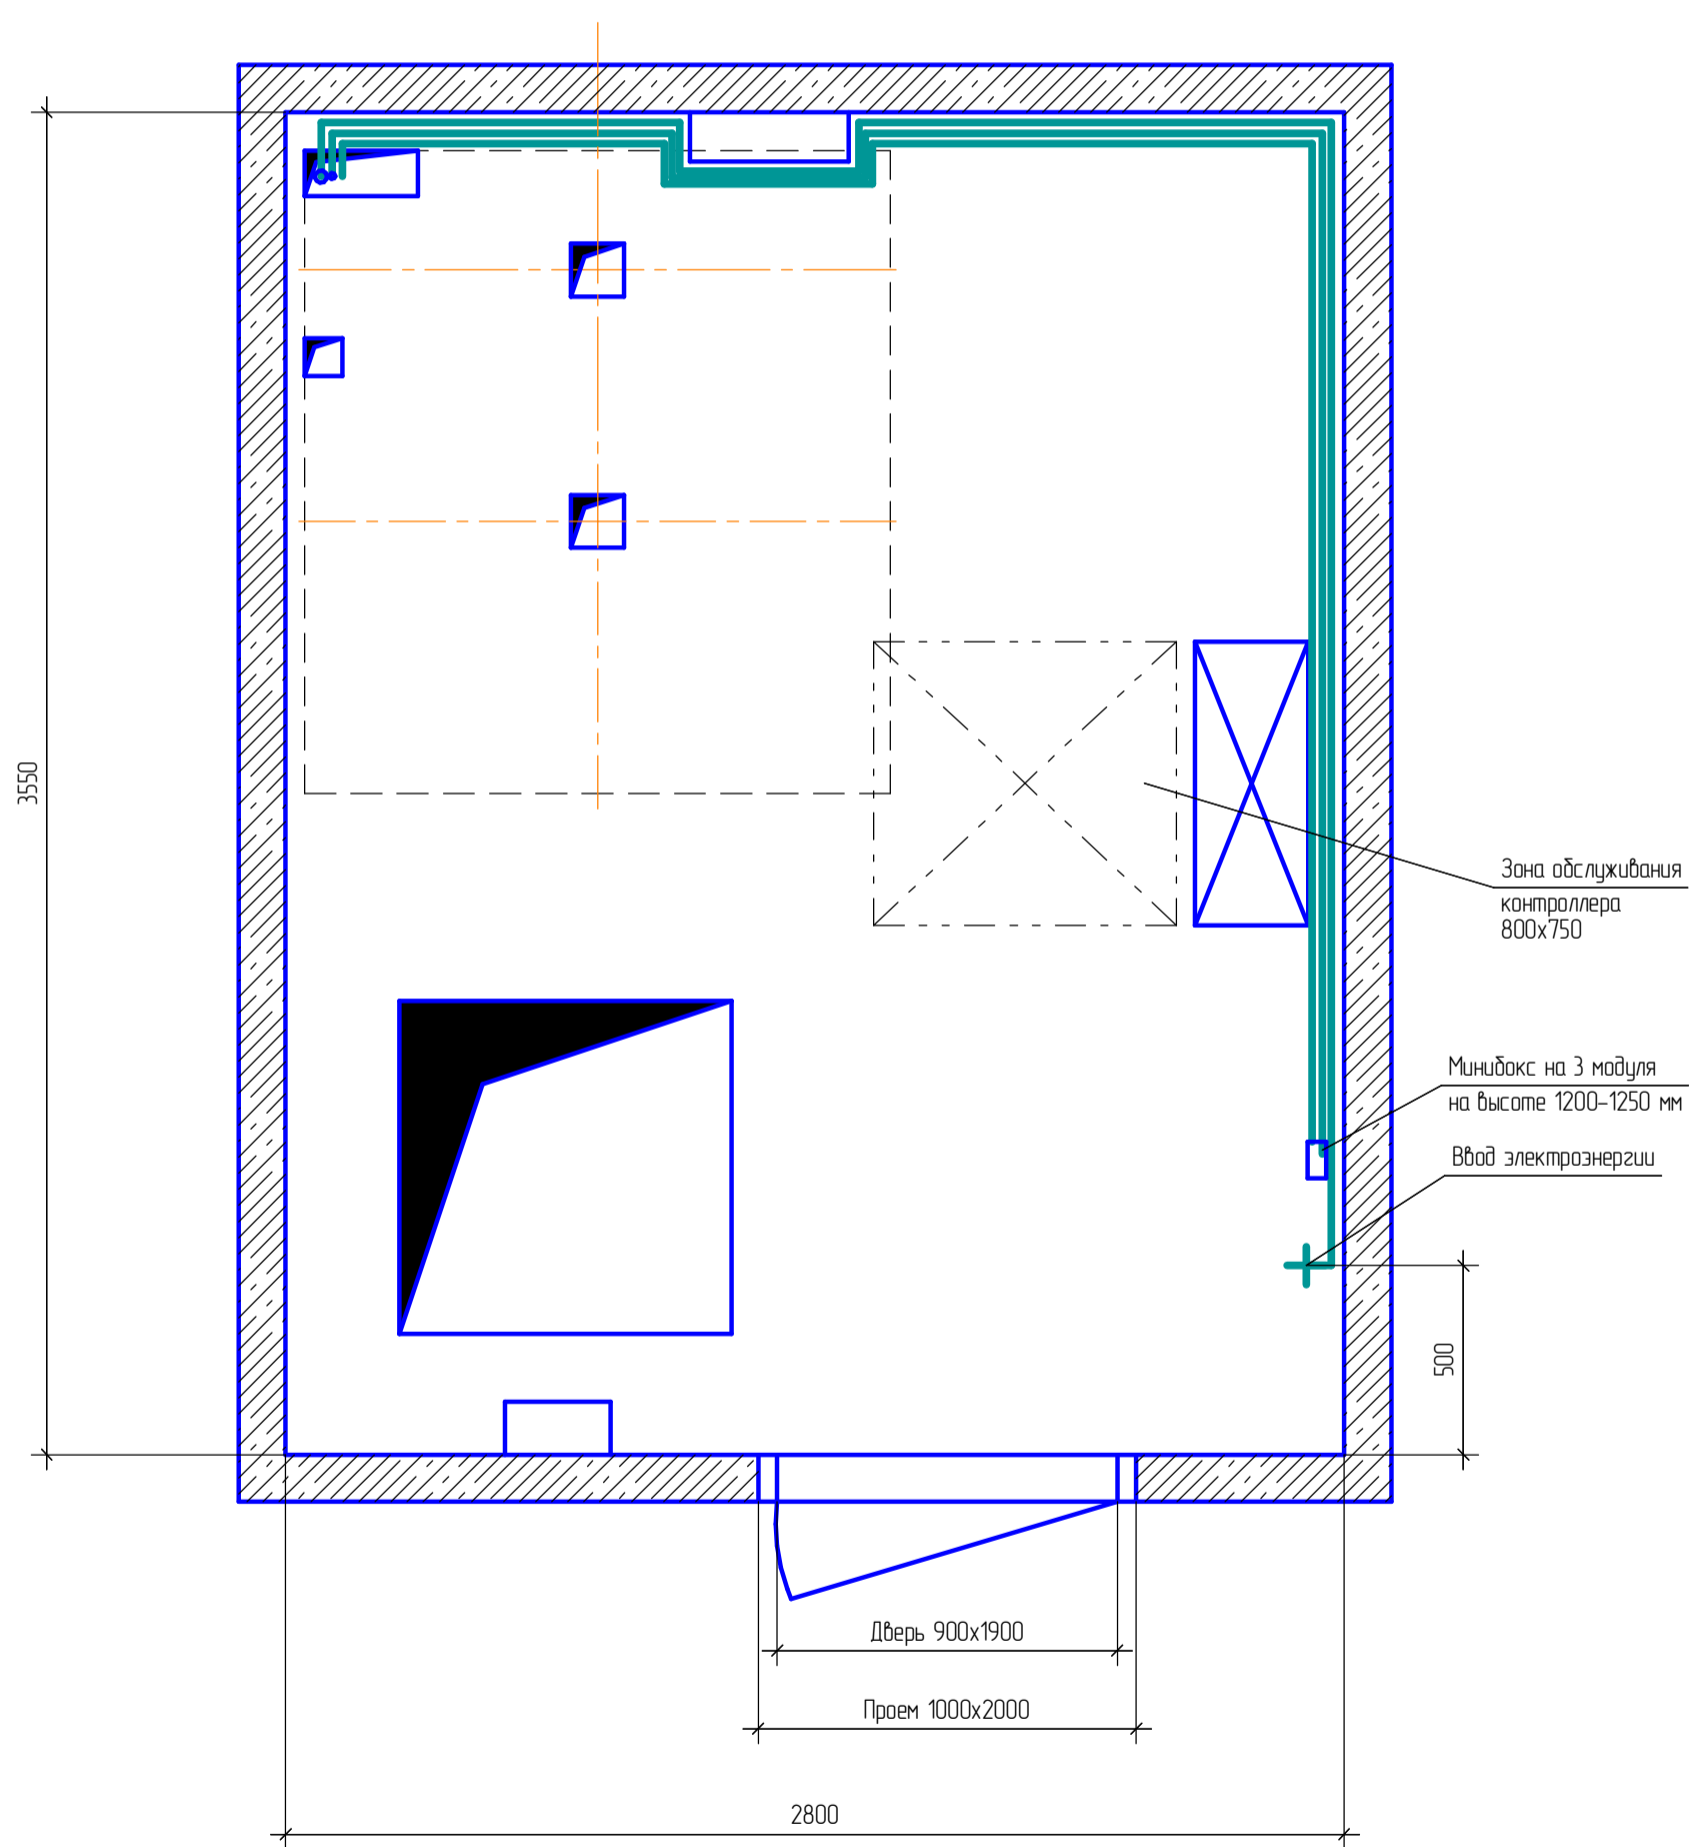 3550
Зона обслуживания
контроллера
800х750
Минибокс на 3 модуля
на высоте 1200-1250 мм
Ввод электроэнергии
500
Дверь 900х1900
Проем 1000х2000
2800